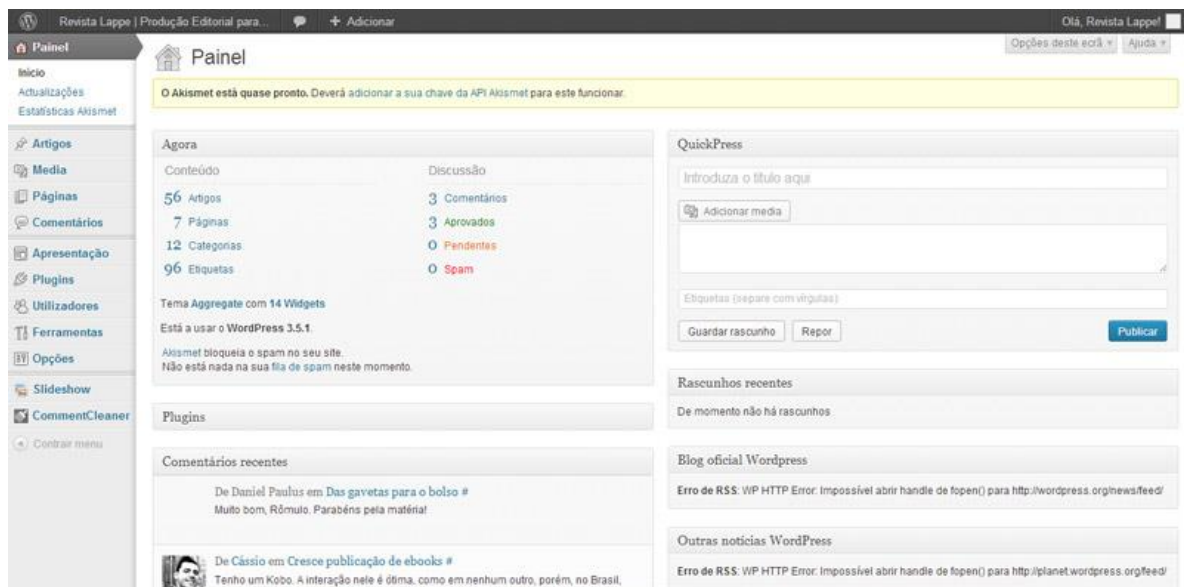 Revista Lappe | Produção Editorial para... + Adicionar Olá, Revista Lappe!
Opções deste ecrã Ajuda
Painel
Início
Actualizações
Estatísticas Akismet
Artigos
Media
Páginas
Comentários
Apresentação
Plugins
Utilizadores
Ferramentas
Opções
Slideshow
CommentCleaner
Contrair menu
Painel
O Akismet está quase pronto. Deverá adicionar a sua chave da API Akismet para este funcionar.
Agora
Conteúdo
56 Artigos
7 Páginas
12 Categorias
96 Etiquetas
Discussão
3 Comentários
3 Aprovados
0 Pendentes
0 Spam
Tema Aggregate com 14 Widgets
Está a usar o WordPress 3.5.1.
Akismet bloqueia o spam no seu site.
Não está nada na sua fila de spam neste momento.
Plugins
Comentários recentes
De Daniel Paulus em Das gavetas para o bolso #
Muito bom, Rômulo. Parabéns pela matéria!
De Cássio em Cresce publicação de ebooks #
Tenho um Kobo. A interação nele é ótima, como em nenhum outro, porém, no Brasil,
QuickPress
Introduza o título aqui
Adicionar media
Etiquetas (separe com vírgulas)
Guardar rascunho Repor Publicar
Rascunhos recentes
De momento não há rascunhos
Blog oficial Wordpress
Erro de RSS: WP HTTP Error: Impossível abrir handle de fopen() para http://wordpress.org/news/feed/
Outras notícias WordPress
Erro de RSS: WP HTTP Error: Impossível abrir handle de fopen() para http://planet.wordpress.org/feed/